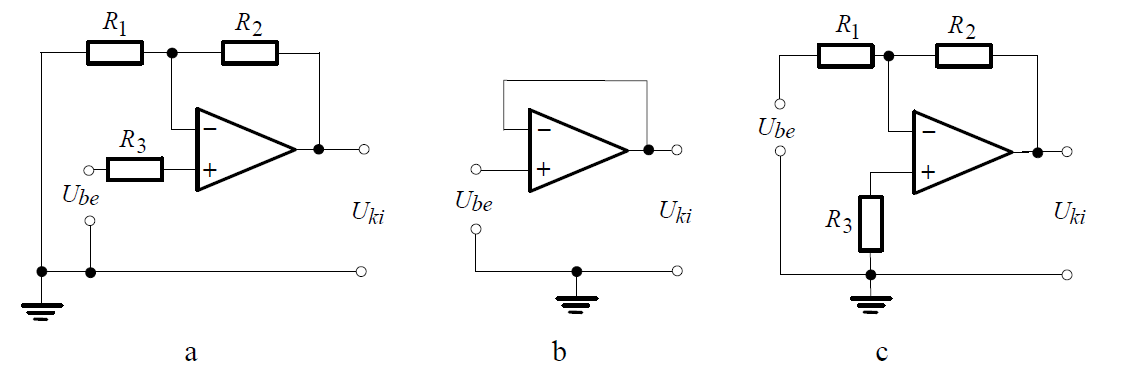 R1 R2
R3
Ube
Uki
− +
a
Ube
Uki
− +
b
R1 R2
Ube
R3
Uki
− +
c